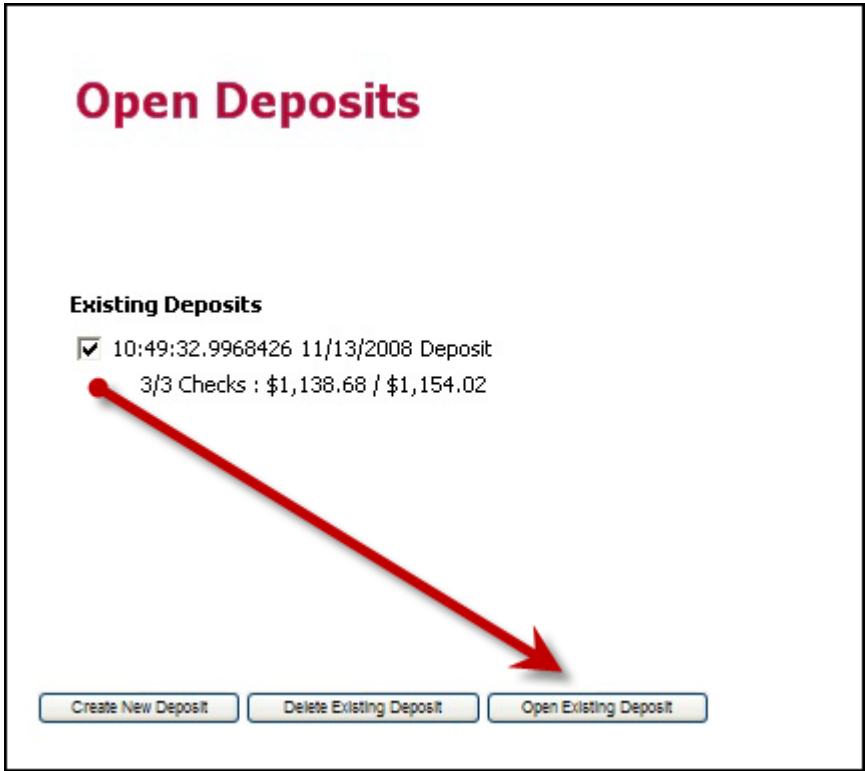 Open Deposits
Existing Deposits
10:49:32.9968426 11/13/2008 Deposit
3/3 Checks : $1,138.68 / $1,154.02
Create New Deposit Delete Existing Deposit Open Existing Deposit